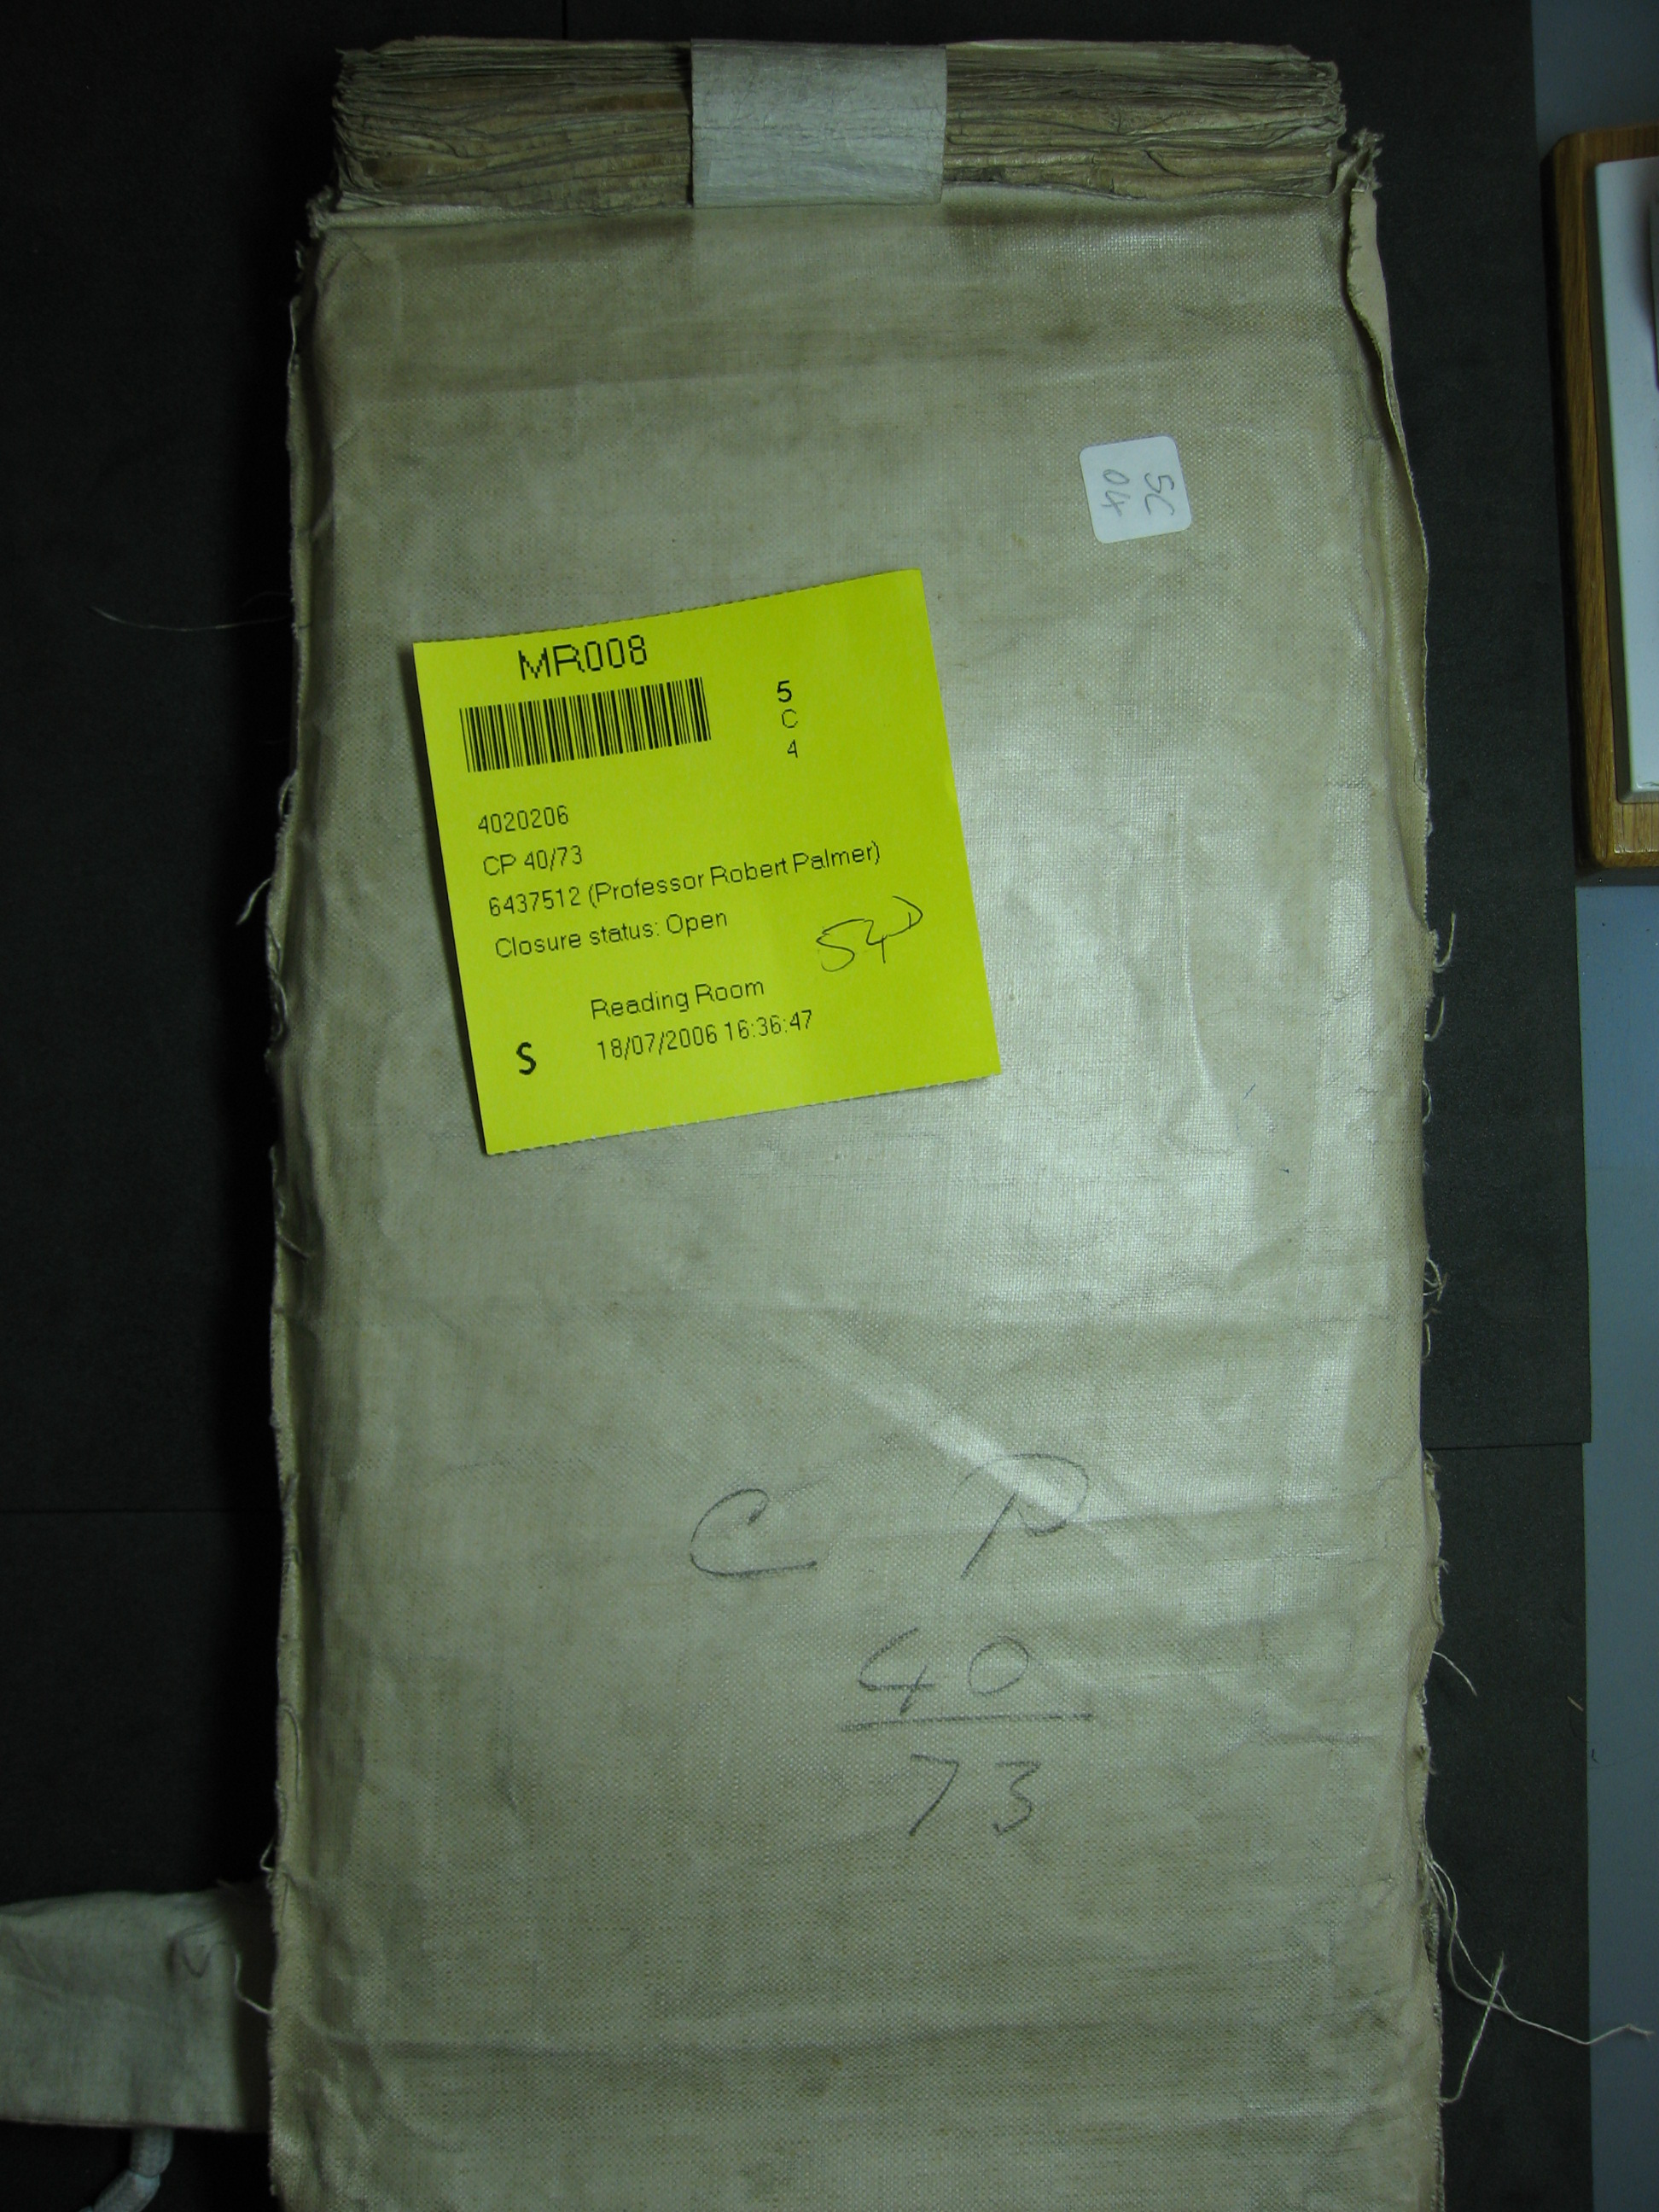 5C
04
MR008
5
C
4
4020206
CP 40/73
6437512 (Professor Robert Palmer)
Closure status: Open
Reading Room
S 18/07/2006 16:36:47
C P
40
73